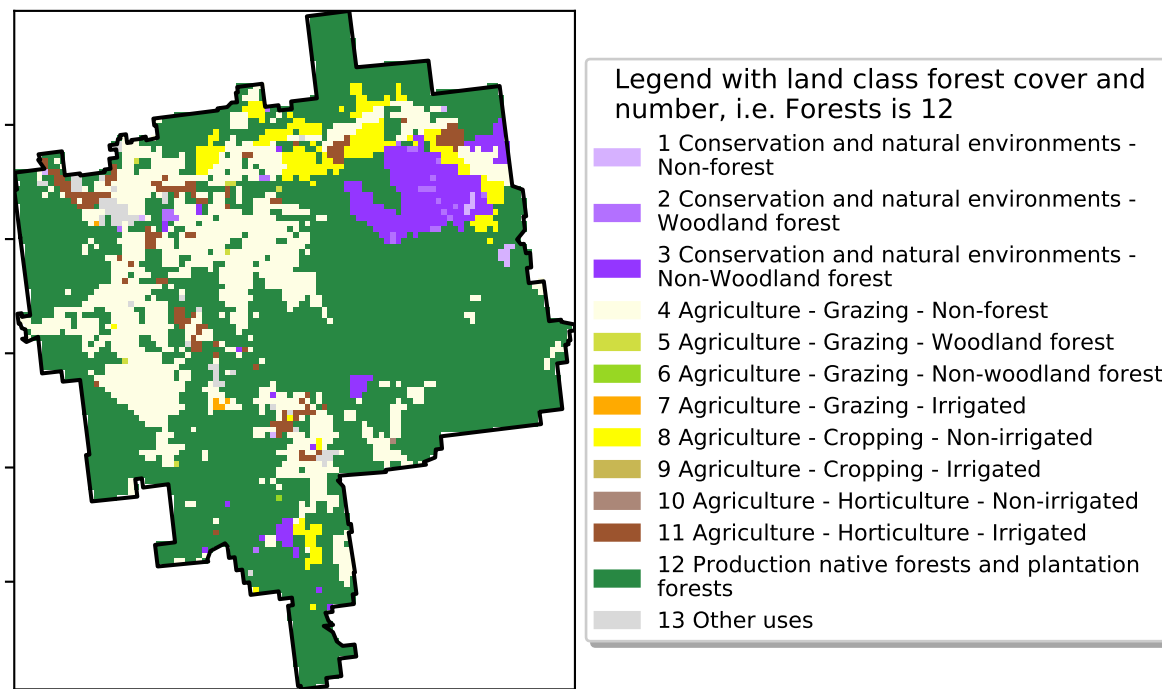 Legend with land class forest cover and
number, i.e. Forests is 12
1 Conservation and natural environments -
Non-forest
2 Conservation and natural environments -
Woodland forest
3 Conservation and natural environments -
Non-Woodland forest
4 Agriculture - Grazing - Non-forest
5 Agriculture - Grazing - Woodland forest
6 Agriculture - Grazing - Non-woodland forest
7 Agriculture - Grazing - Irrigated
8 Agriculture - Cropping - Non-irrigated
9 Agriculture - Cropping - Irrigated
10 Agriculture - Horticulture - Non-irrigated
11 Agriculture - Horticulture - Irrigated
12 Production native forests and plantation
forests
13 Other uses